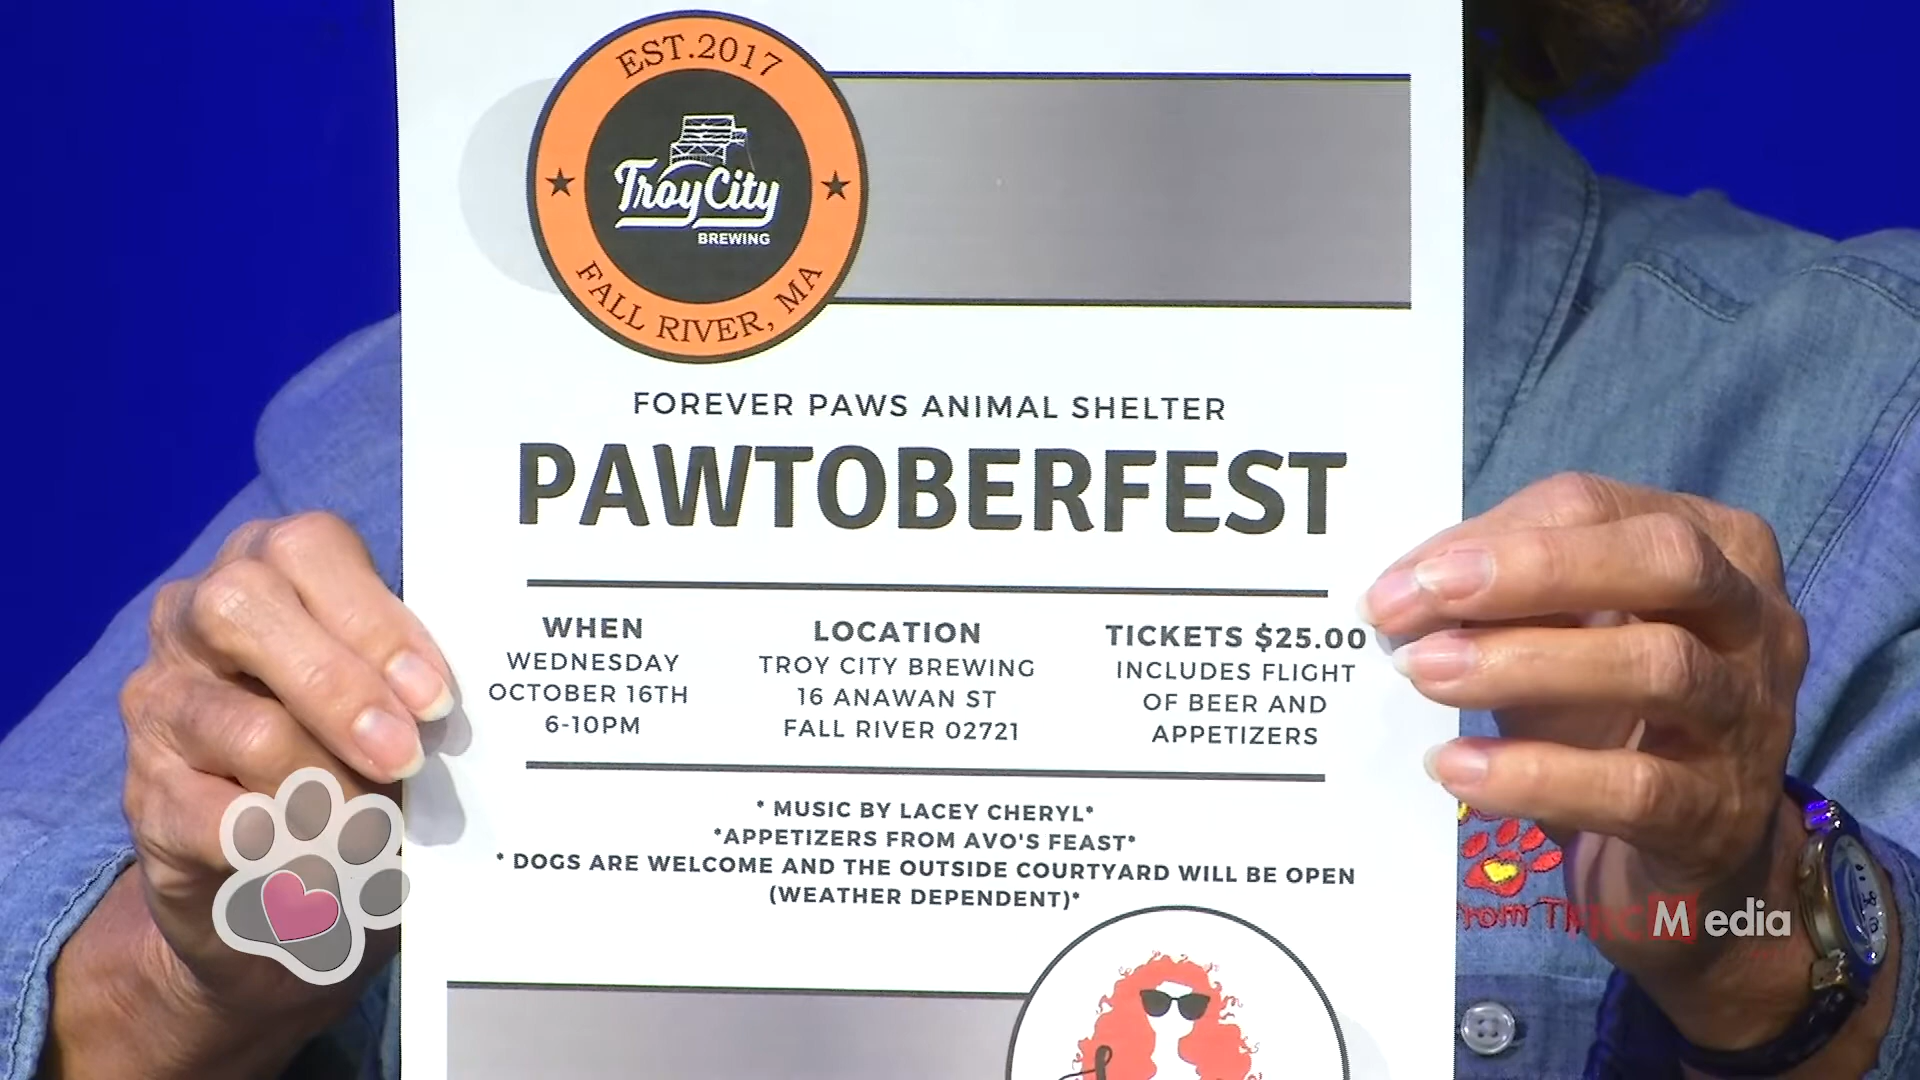 EST.2017
Troy City
BREWING
FALL RIVER, MA
FOREVER PAWS ANIMAL SHELTER
PAWTOBERFEST
WHEN
WEDNESDAY
OCTOBER 16TH
6-10PM
LOCATION
TROY CITY BREWING
16 ANAWAN ST
FALL RIVER 02721
TICKETS $25.00
INCLUDES FLIGHT
OF BEER AND
APPETIZERS
* MUSIC BY LACEY CHERYL*
*APPETIZERS FROM AVO'S FEAST*
* DOGS ARE WELCOME AND THE OUTSIDE COURTYARD WILL BE OPEN
(WEATHER DEPENDENT)*
From
Media